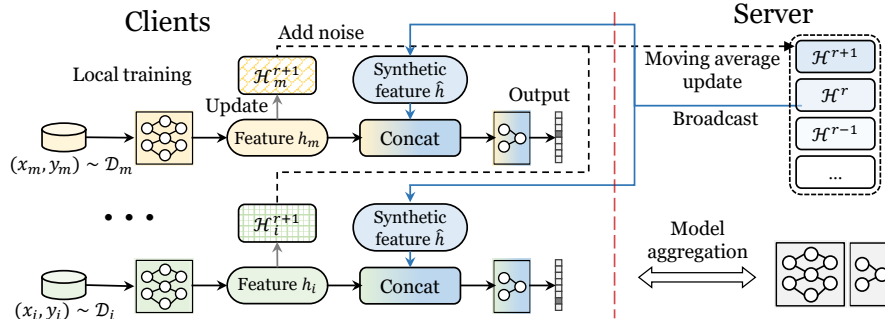 Clients
Server
Add noise
Local training
ℋ_m^{r+1}
Synthetic
feature ĥ
Output
Moving average
update
ℋ^{r+1}
Update
Broadcast
ℋ^r
Feature h_m
Concat
ℋ^{r−1}
(x_m, y_m) ~ 𝒟_m
...
• • •
ℋ_i^{r+1}
Synthetic
feature ĥ
Model
aggregation
Feature h_i
Concat
(x_i, y_i) ~ 𝒟_i